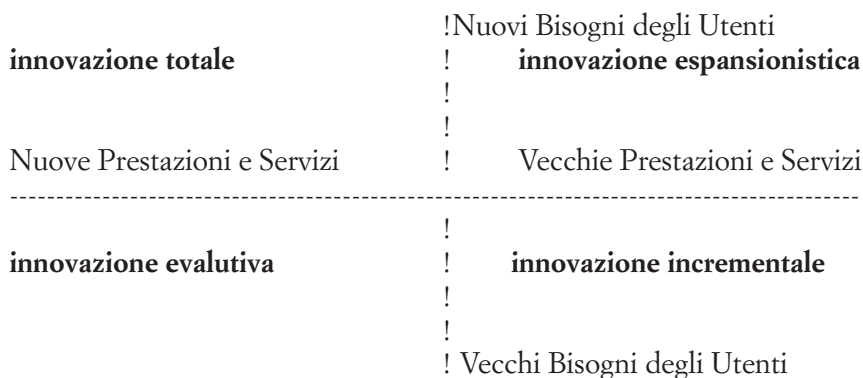 !Nuovi Bisogni degli Utenti
innovazione totale ! innovazione espansionistica
!
!
Nuove Prestazioni e Servizi ! Vecchie Prestazioni e Servizi
--------------------------------------------------------------------------------------------
!
innovazione evalutiva ! innovazione incrementale
!
!
! Vecchi Bisogni degli Utenti